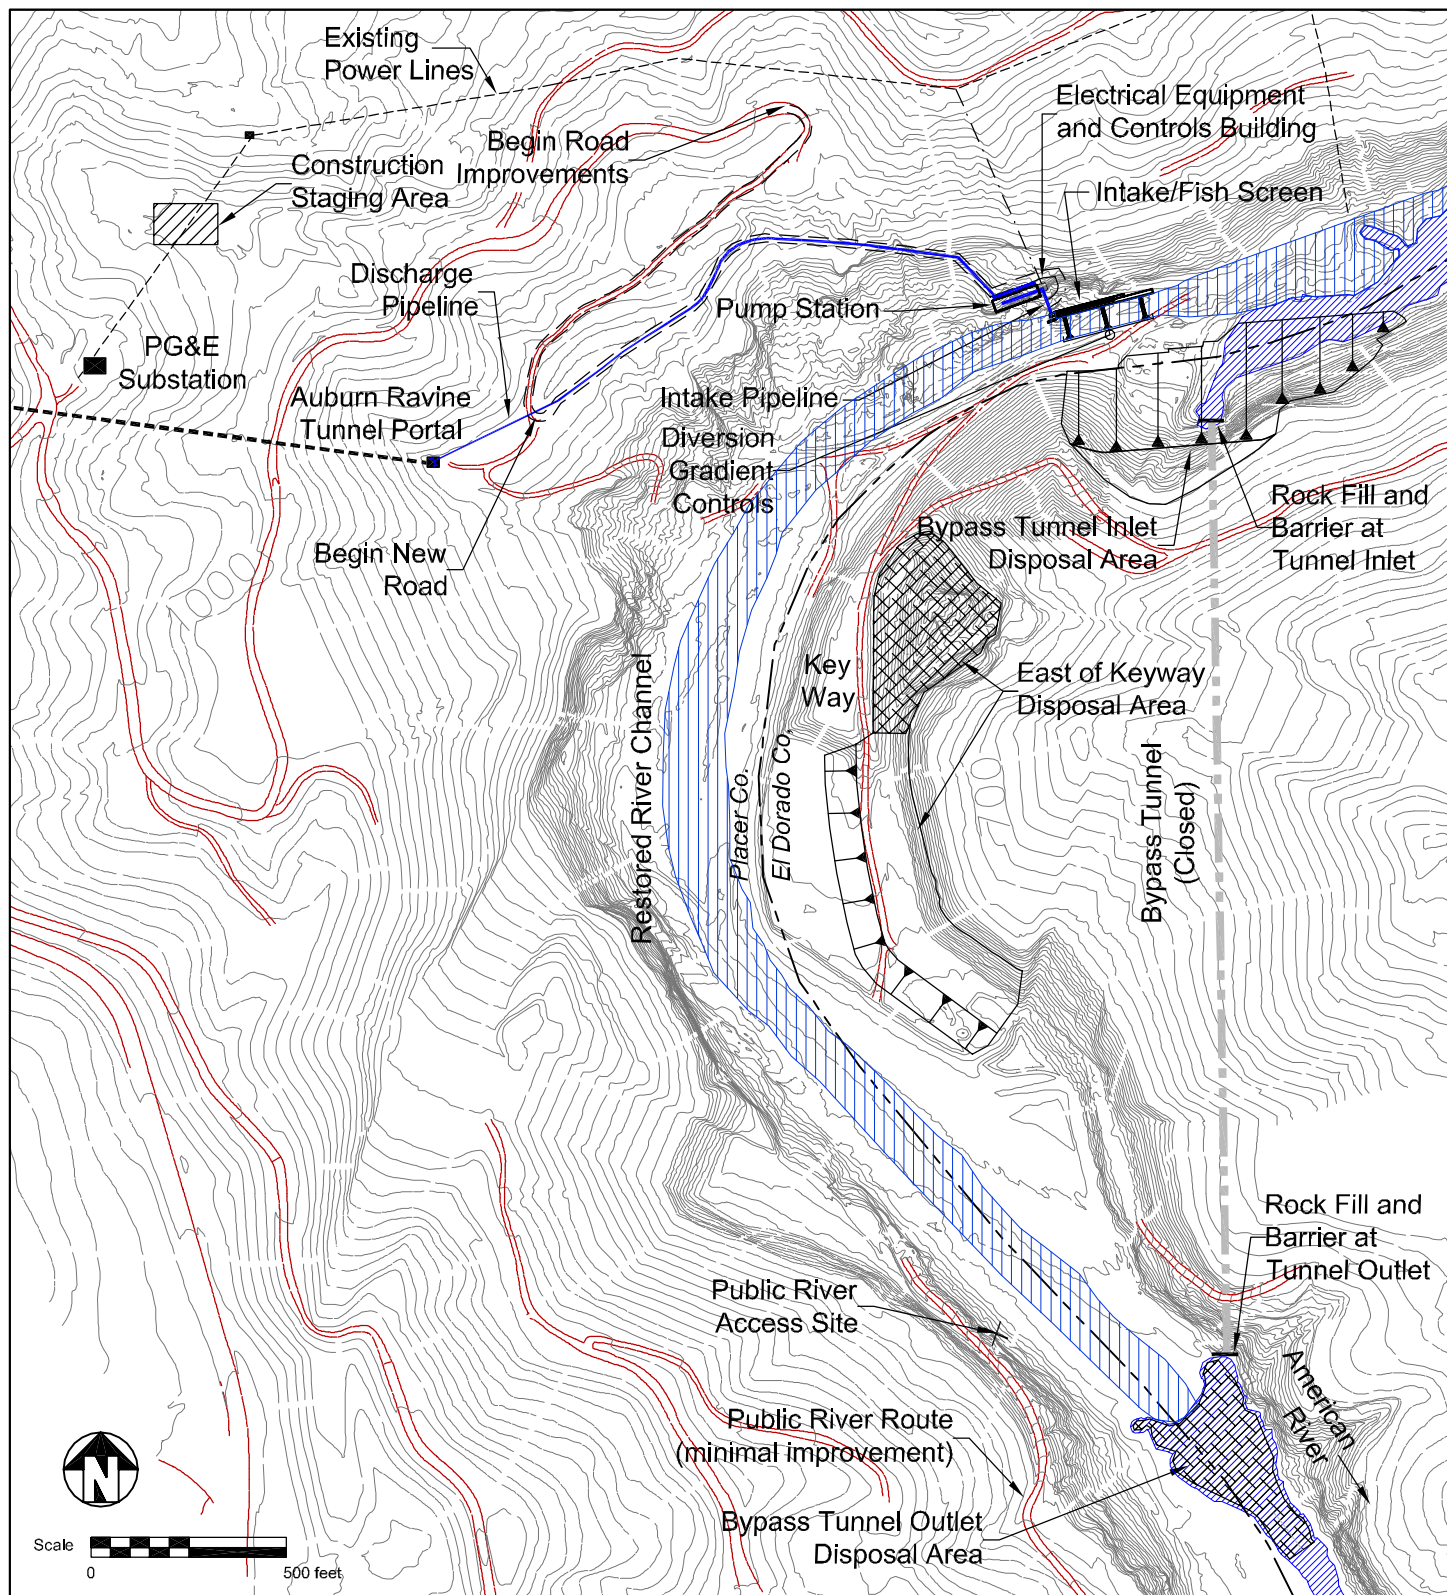 Existing
Power Lines
Electrical Equipment
and Controls Building
Begin Road
Improvements
Construction
Staging Area
Intake/Fish Screen
Discharge
Pipeline
Pump Station
PG&E
Substation
Auburn Ravine
Tunnel Portal
Intake Pipeline
Diversion
Gradient
Controls
Rock Fill and
Barrier at
Tunnel Inlet
Bypass Tunnel Inlet
Disposal Area
Begin New
Road
Key
Way
East of Keyway
Disposal Area
Restored River Channel
Placer Co.
El Dorado Co.
Bypass Tunnel
(Closed)
Rock Fill and
Barrier at
Tunnel Outlet
Public River
Access Site
American
River
Public River Route
(minimal improvement)
Bypass Tunnel Outlet
Disposal Area
N
Scale
0 500 feet